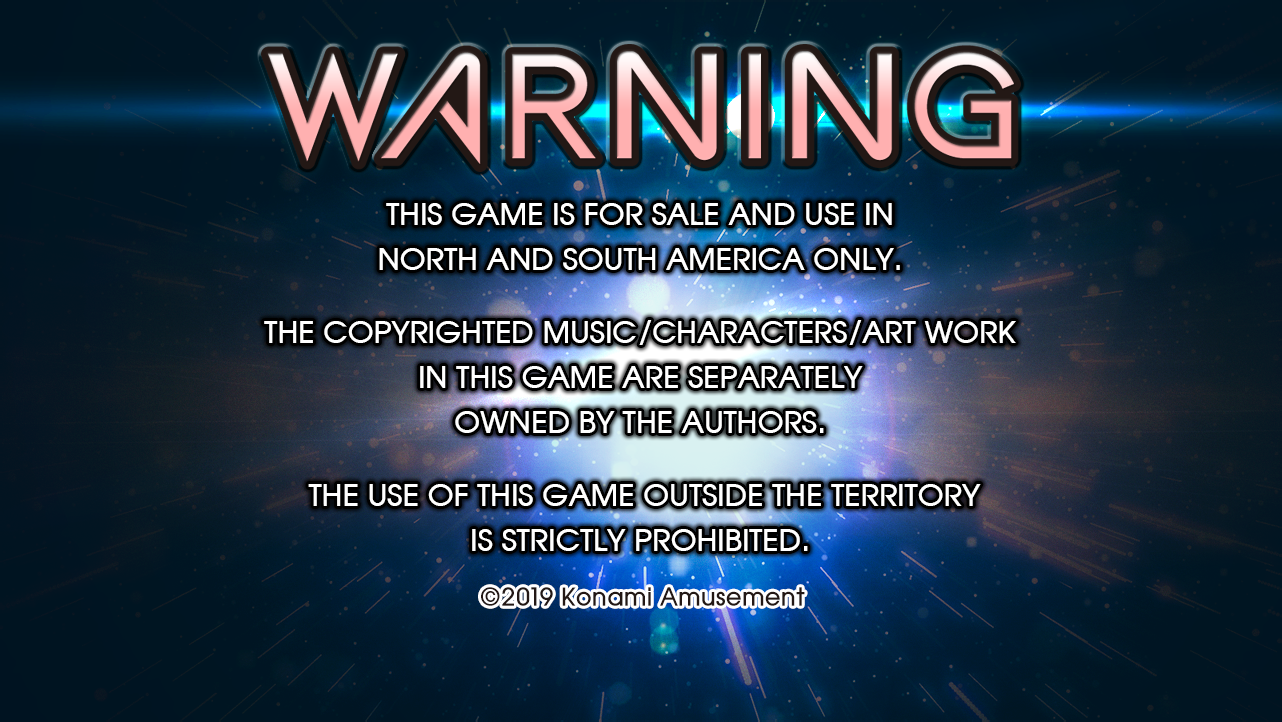 WARNING
THIS GAME IS FOR SALE AND USE IN
NORTH AND SOUTH AMERICA ONLY.
THE COPYRIGHTED MUSIC/CHARACTERS/ART WORK
IN THIS GAME ARE SEPARATELY
OWNED BY THE AUTHORS.
THE USE OF THIS GAME OUTSIDE THE TERRITORY
IS STRICTLY PROHIBITED.
©2019 Konami Amusement